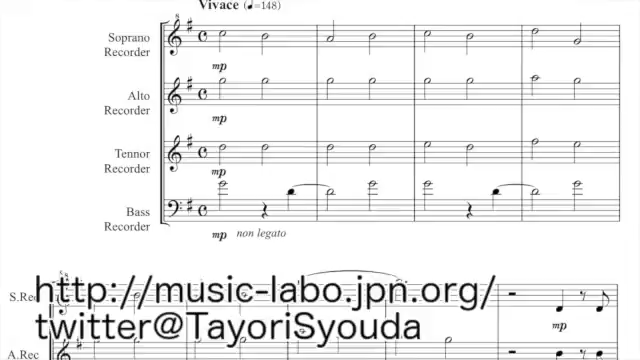 Vivace (♩=148)
Soprano
Recorder
mp
Alto
Recorder
mp
Tennor
Recorder
mp
Bass
Recorder
mp non legato
S.Rec
mp
A.Rec
http://music-labo.jpn.org/
twitter@TayoriSyouda